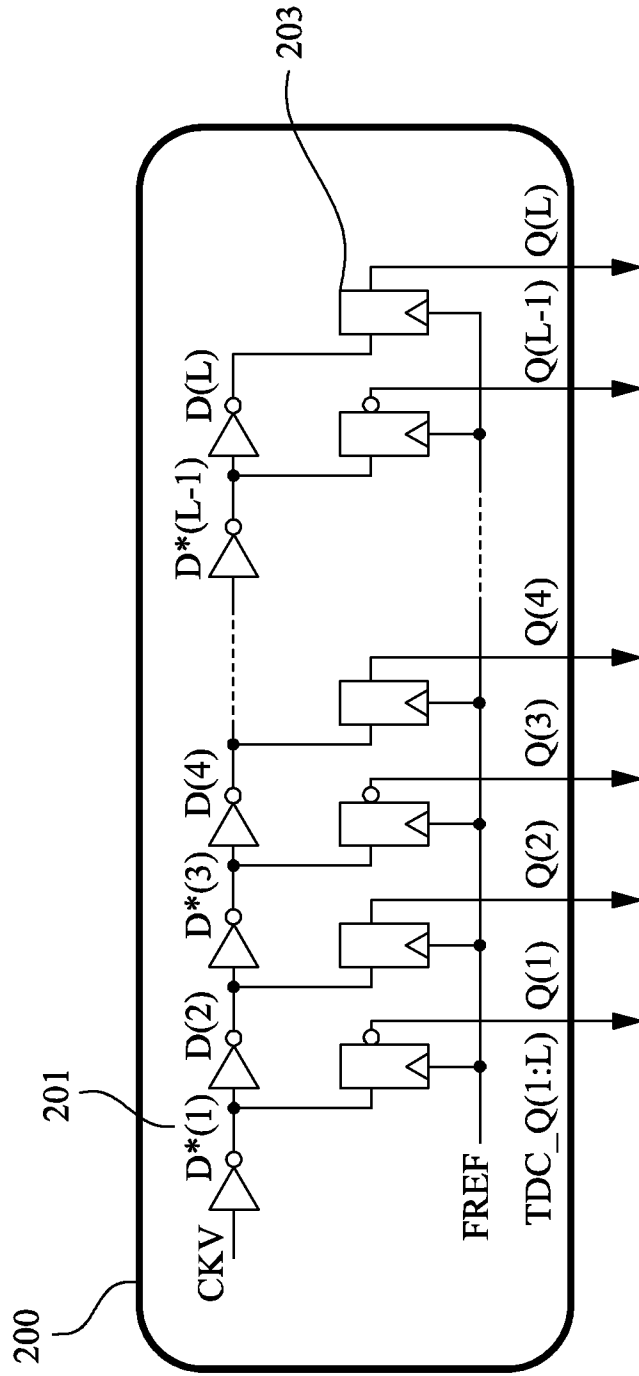 200
201
203
CKV
D*(1)
D(2)
D*(3)
D(4)
D*(L-1)
D(L)
FREF
TDC_Q(1:L)
Q(1)
Q(2)
Q(3)
Q(4)
Q(L-1)
Q(L)